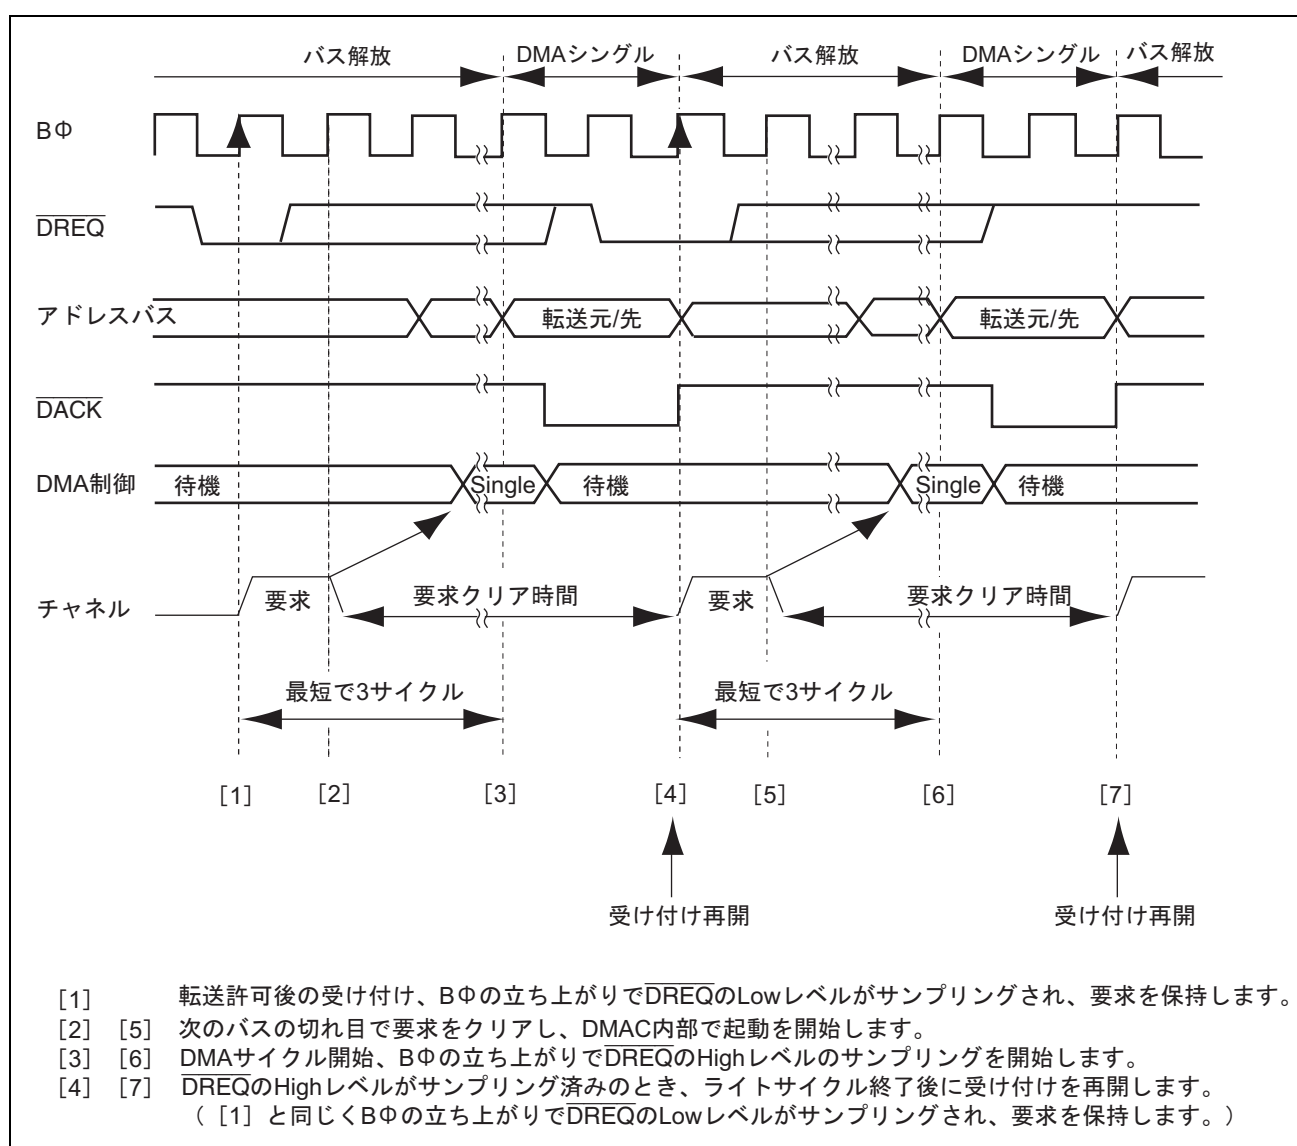 バス解放 DMAシングル バス解放 DMAシングル バス解放
BΦ
DREQ
アドレスバス 転送元/先 転送元/先
DACK
DMA制御 待機 Single 待機 Single 待機
チャネル 要求 要求クリア時間 要求 要求クリア時間
最短で3サイクル 最短で3サイクル
[1] [2] [3] [4] [5] [6] [7]
受け付け再開 受け付け再開
[1] 転送許可後の受け付け、BΦの立ち上がりでDREQのLowレベルがサンプリングされ、要求を保持します。
[2] [5] 次のバスの切れ目で要求をクリアし、DMAC内部で起動を開始します。
[3] [6] DMAサイクル開始、BΦの立ち上がりでDREQのHighレベルのサンプリングを開始します。
[4] [7] DREQのHighレベルがサンプリング済みのとき、ライトサイクル終了後に受け付けを再開します。
([1]と同じくBΦの立ち上がりでDREQのLowレベルがサンプリングされ、要求を保持します。)